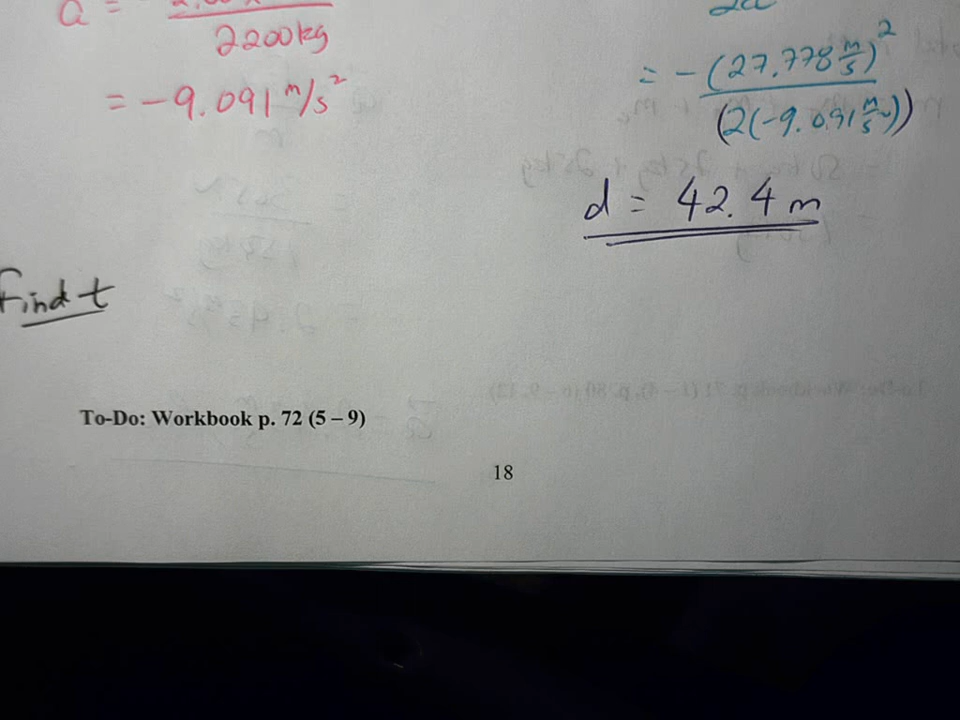 a = -
2200kg
= -9.091 m/s²
= -(27.778 m/s)²
(2(-9.091 m/s²))
d = 42.4 m
Find t
To-Do: Workbook p. 72 (5 – 9)
18